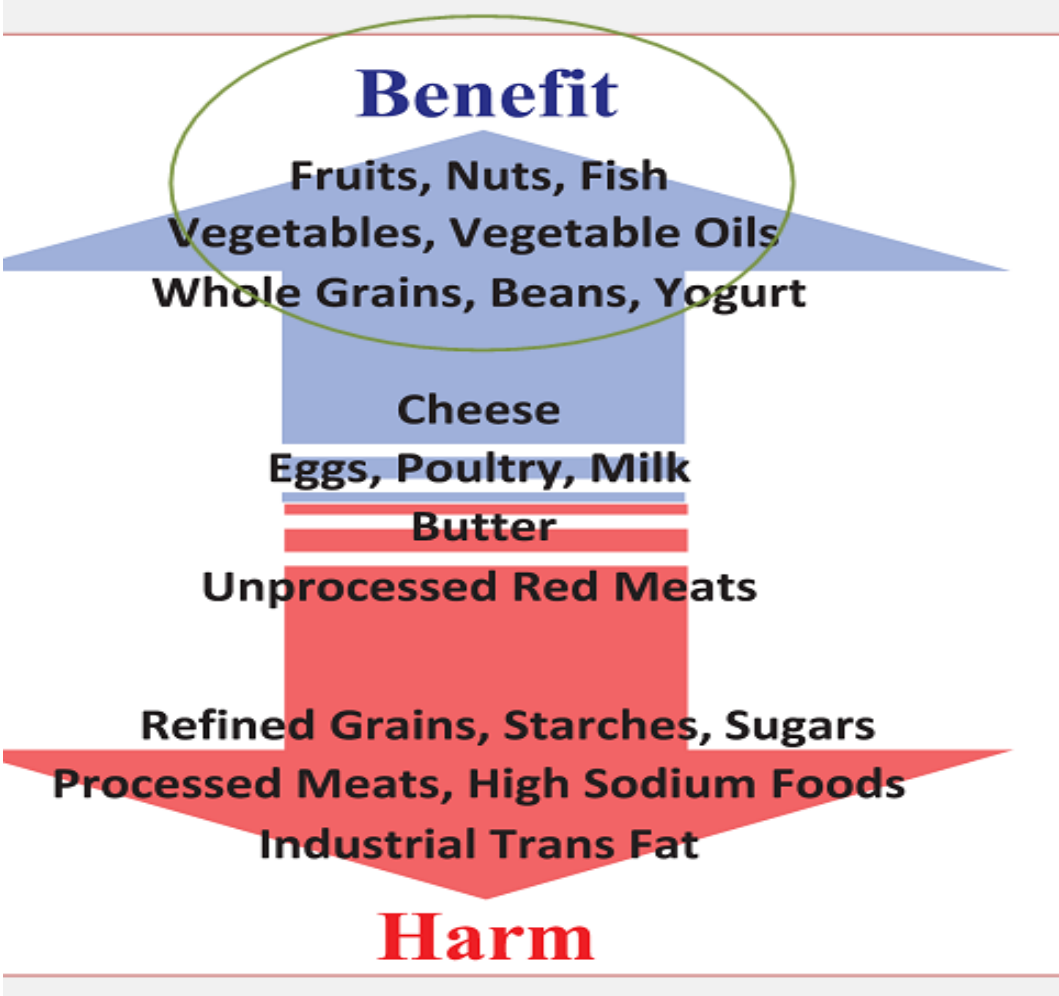 Benefit
Fruits, Nuts, Fish
Vegetables, Vegetable Oils
Whole Grains, Beans, Yogurt
Cheese
Eggs, Poultry, Milk
Butter
Unprocessed Red Meats
Refined Grains, Starches, Sugars
Processed Meats, High Sodium Foods
Industrial Trans Fat
Harm